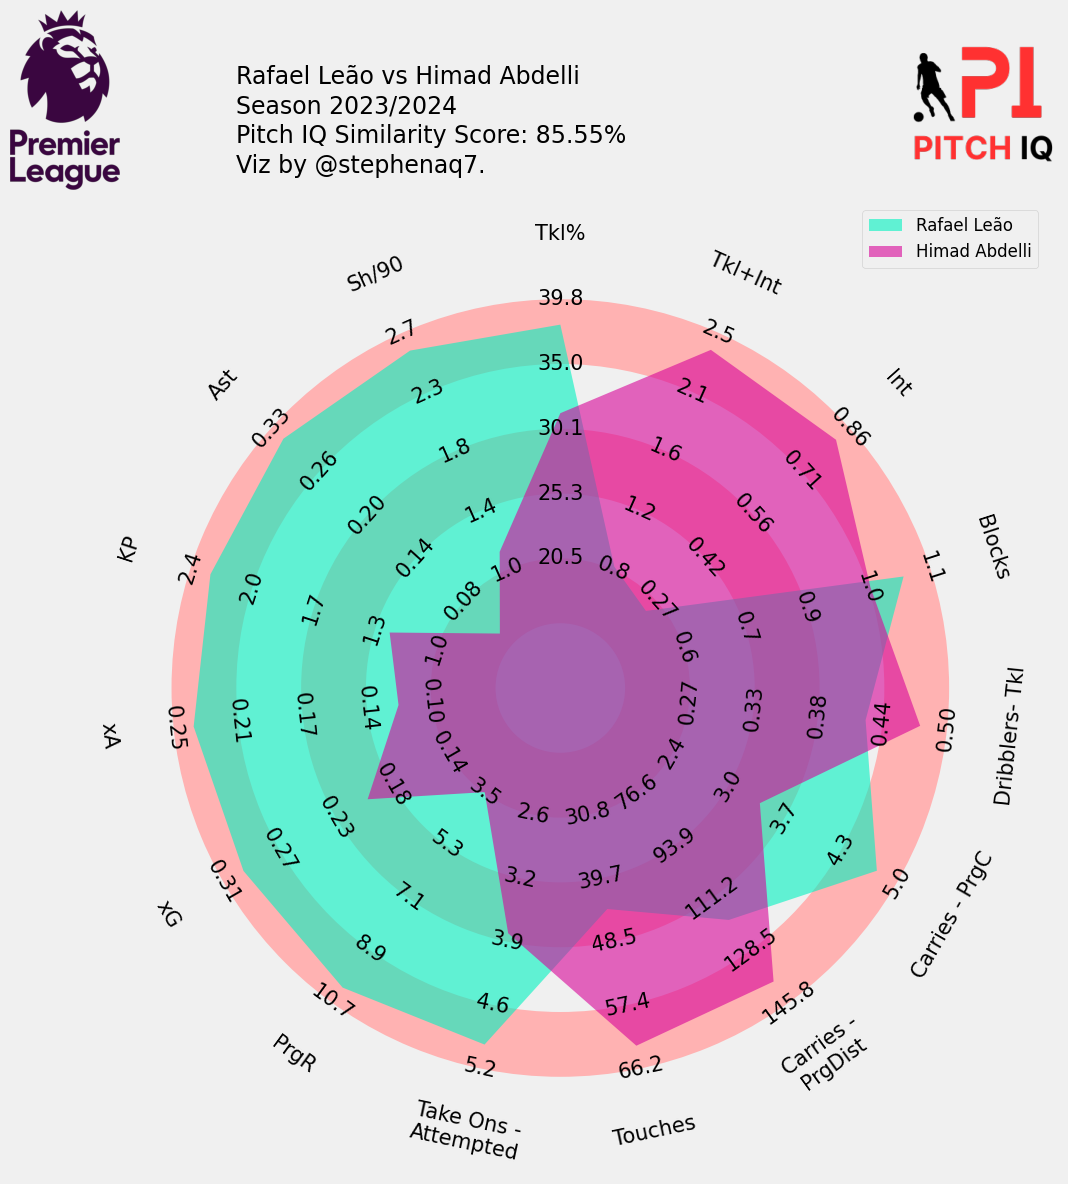 Premier
League
Rafael Leão vs Himad Abdelli
Season 2023/2024
Pitch IQ Similarity Score: 85.55%
Viz by @stephenaq7.
PI
PITCH IQ
Rafael Leão
Himad Abdelli
Tkl%
39.8
35.0
30.1
25.3
20.5
Tkl+Int
2.5
2.1
1.6
1.2
0.8
Int
0.86
0.71
0.56
0.42
0.27
Blocks
1.1
1.0
0.9
0.7
0.6
Dribblers- Tkl
0.50
0.44
0.38
0.33
0.27
Carries - PrgC
5.0
4.3
3.7
3.0
2.4
Carries -
PrgDist
145.8
128.5
111.2
93.9
76.6
Touches
66.2
57.4
48.5
39.7
30.8
Take Ons -
Attempted
5.2
4.6
3.9
3.2
2.6
PrgR
10.7
8.9
7.1
5.3
3.5
xG
0.31
0.27
0.23
0.18
0.14
xA
0.25
0.21
0.17
0.14
0.10
KP
2.4
2.0
1.7
1.3
1.0
Ast
0.33
0.26
0.20
0.14
0.08
Sh/90
2.7
2.3
1.8
1.4
1.0